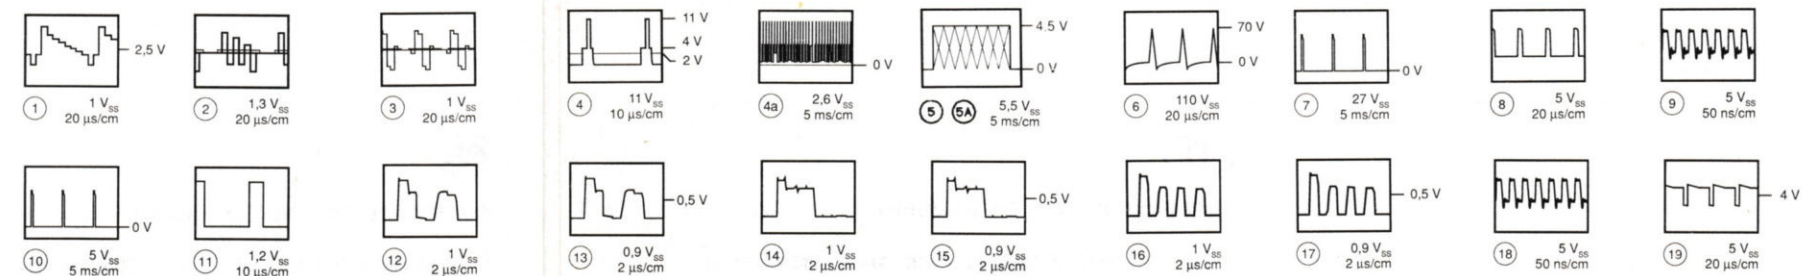 2,5 V
1 1 Vss
20 µs/cm
2 1,3 Vss
20 µs/cm
3 1 Vss
20 µs/cm
11 V
4 V
2 V
4 11 Vss
10 µs/cm
0 V
4a 2,6 Vss
5 ms/cm
4.5 V
0 V
5 5A 5,5 Vss
5 ms/cm
70 V
0 V
6 110 Vss
20 µs/cm
0 V
7 27 Vss
5 ms/cm
8 5 Vss
20 µs/cm
9 5 Vss
50 ns/cm
0 V
10 5 Vss
5 ms/cm
11 1,2 Vss
10 µs/cm
12 1 Vss
2 µs/cm
0,5 V
13 0,9 Vss
2 µs/cm
14 1 Vss
2 µs/cm
0,5 V
15 0,9 Vss
2 µs/cm
16 1 Vss
2 µs/cm
0,5 V
17 0,9 Vss
2 µs/cm
18 5 Vss
50 ns/cm
4 V
19 5 Vss
20 µs/cm